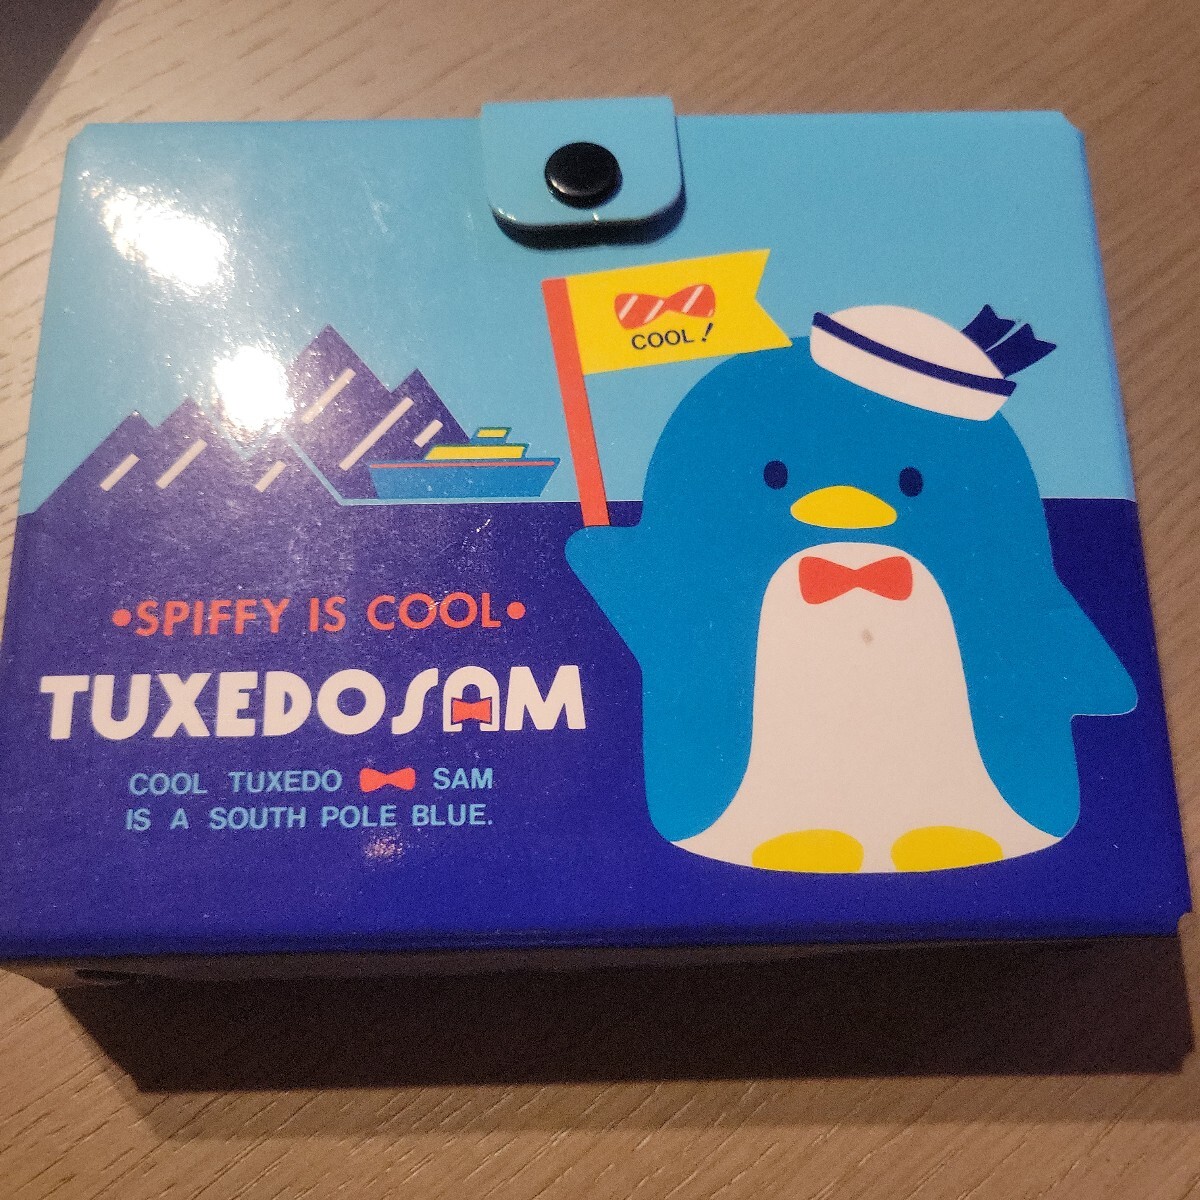 COOL!
•SPIFFY IS COOL•
TUXEDOSAM
COOL TUXEDO SAM
IS A SOUTH POLE BLUE.